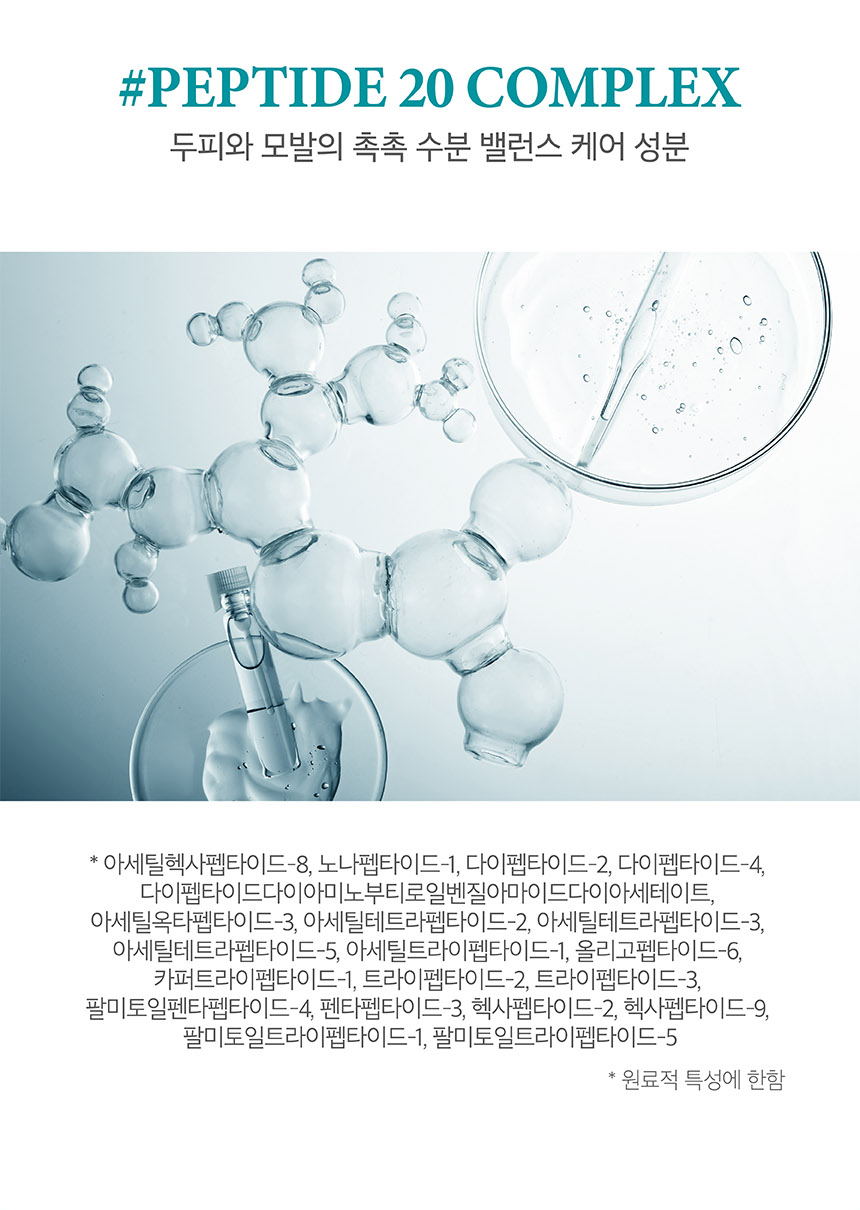 #PEPTIDE 20 COMPLEX
두피와 모발의 촉촉 수분 밸런스 케어 성분
* 아세틸헥사펩타이드-8, 노나펩타이드-1, 다이펩타이드-2, 다이펩타이드-4,
다이펩타이드다이아미노부티로일벤질아마이드다이아세테이트,
아세틸옥타펩타이드-3, 아세틸테트라펩타이드-2, 아세틸테트라펩타이드-3,
아세틸테트라펩타이드-5, 아세틸트라이펩타이드-1, 올리고펩타이드-6,
카퍼트라이펩타이드-1, 트라이펩타이드-2, 트라이펩타이드-3,
팔미토일펜타펩타이드-4, 펜타펩타이드-3, 헥사펩타이드-2, 헥사펩타이드-9,
팔미토일트라이펩타이드-1, 팔미토일트라이펩타이드-5
* 원료적 특성에 한함